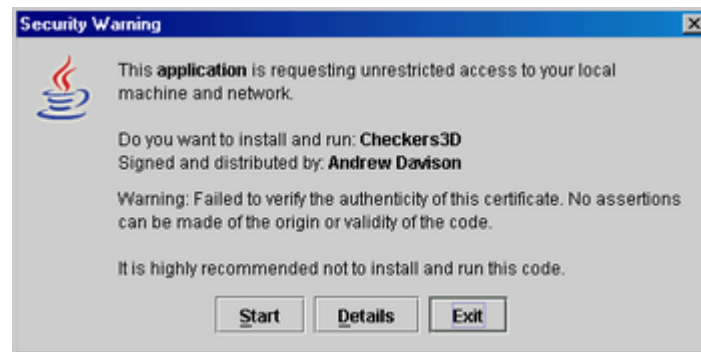 Security Warning
This application is requesting unrestricted access to your local
machine and network.
Do you want to install and run: Checkers3D
Signed and distributed by: Andrew Davison
Warning: Failed to verify the authenticity of this certificate. No assertions
can be made of the origin or validity of the code.
It is highly recommended not to install and run this code.
Start Details Exit